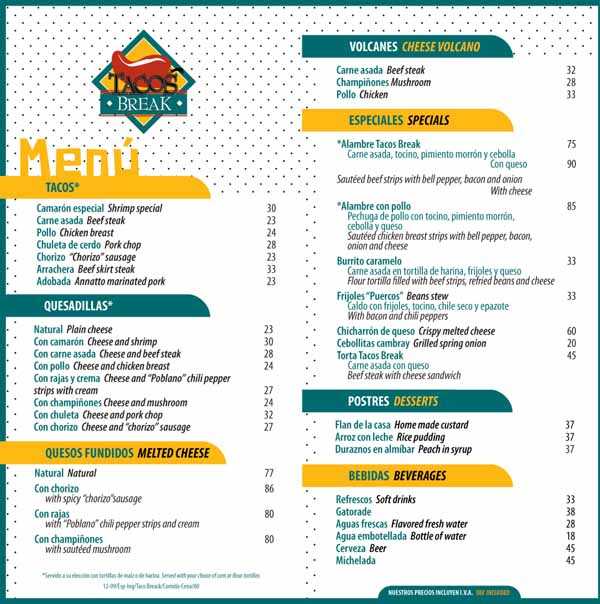 TACOS
BREAK
Menú
TACOS*
Camarón especial Shrimp special 30
Carne asada Beef steak 23
Pollo Chicken breast 24
Chuleta de cerdo Pork chop 28
Chorizo "Chorizo" sausage 23
Arrachera Beef skirt steak 33
Adobada Annatto marinated pork 23
QUESADILLAS*
Natural Plain cheese 23
Con camarón Cheese and shrimp 30
Con carne asada Cheese and beef steak 28
Con pollo Cheese and chicken breast 24
Con rajas y crema Cheese and "Poblano" chili pepper
strips with cream 27
Con champiñones Cheese and mushroom 24
Con chuleta Cheese and pork chop 32
Con chorizo Cheese and "chorizo" sausage 27
QUESOS FUNDIDOS MELTED CHEESE
Natural Natural 77
Con chorizo 86
with spicy "chorizo"sausage
Con rajas 80
with "Poblano" chili pepper strips and cream
Con champiñones 80
with sautéed mushroom
*Servido a su elección con tortillas de maíz o de harina. Served with your choice of corn or flour tortillas
12-09/Esp-Ing/Taco Breack/Comida-Cena/60
VOLCANES CHEESE VOLCANO
Carne asada Beef steak 32
Champiñones Mushroom 28
Pollo Chicken 33
ESPECIALES SPECIALS
*Alambre Tacos Break 75
Carne asada, tocino, pimiento morrón y cebolla
Con queso 90
Sautéed beef strips with bell pepper, bacon and onion
With cheese
*Alambre con pollo 85
Pechuga de pollo con tocino, pimiento morrón,
cebolla y queso
Sautéed chicken breast strips with bell pepper, bacon,
onion and cheese
Burrito caramelo 33
Carne asada en tortilla de harina, frijoles y queso
Flour tortilla filled with beef strips, refried beans and cheese
Frijoles "Puercos" Beans stew 33
Caldo con frijoles, tocino, chile seco y epazote
With bacon and chili peppers
Chicharrón de queso Crispy melted cheese 60
Cebollitas cambray Grilled spring onion 20
Torta Tacos Break 45
Carne asada con queso
Beef steak with cheese sandwich
POSTRES DESSERTS
Flan de la casa Home made custard 37
Arroz con leche Rice pudding 37
Duraznos en almíbar Peach in syrup 37
BEBIDAS BEVERAGES
Refrescos Soft drinks 33
Gatorade 38
Aguas frescas Flavored fresh water 28
Agua embotellada Bottle of water 18
Cerveza Beer 45
Michelada 45
NUESTROS PRECIOS INCLUYEN I.V.A. TAX INCLUDED